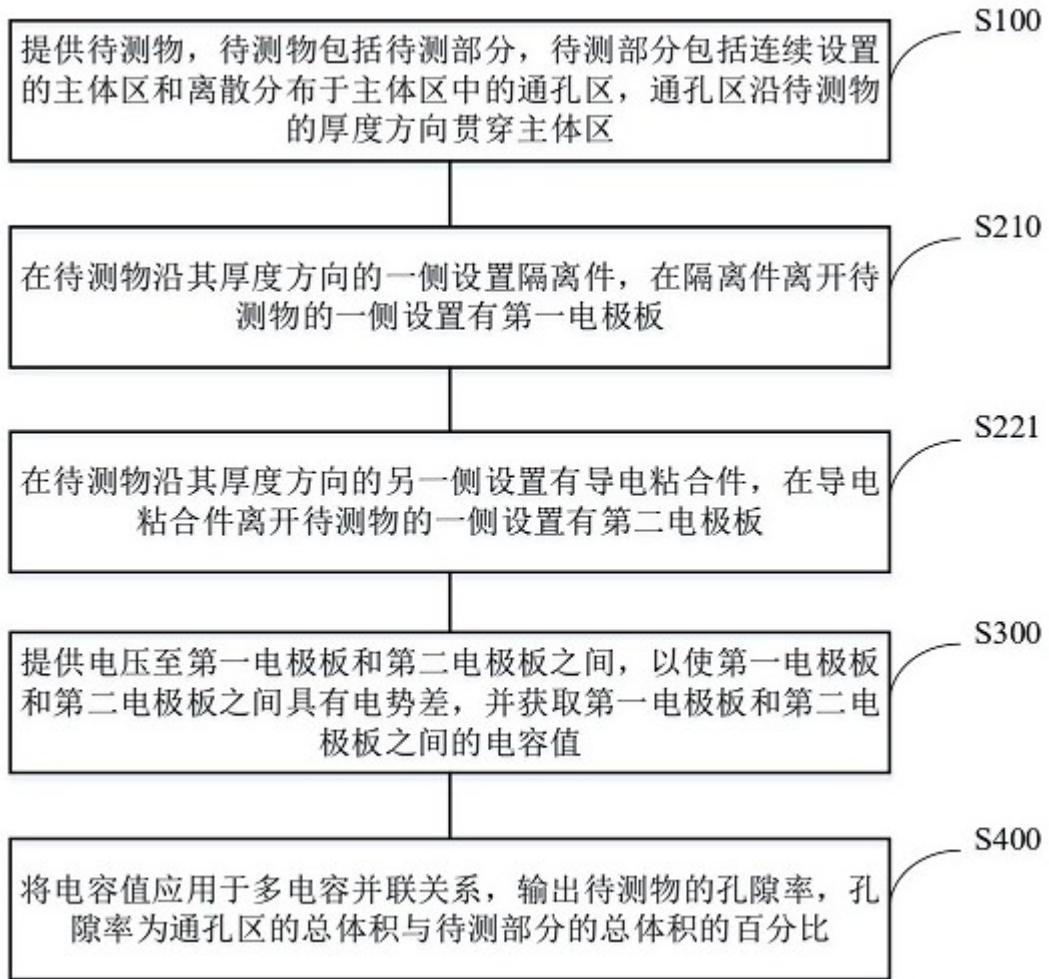 S100
提供待测物，待测物包括待测部分，待测部分包括连续设置
的主体区和离散分布于主体区中的通孔区，通孔区沿待测物
的厚度方向贯穿主体区
S210
在待测物沿其厚度方向的一侧设置隔离件，在隔离件离开待
测物的一侧设置有第一电极板
S221
在待测物沿其厚度方向的另一侧设置有导电粘合件，在导电
粘合件离开待测物的一侧设置有第二电极板
S300
提供电压至第一电极板和第二电极板之间，以使第一电极板
和第二电极板之间具有电势差，并获取第一电极板和第二电
极板之间的电容值
S400
将电容值应用于多电容并联关系，输出待测物的孔隙率，孔
隙率为通孔区的总体积与待测部分的总体积的百分比